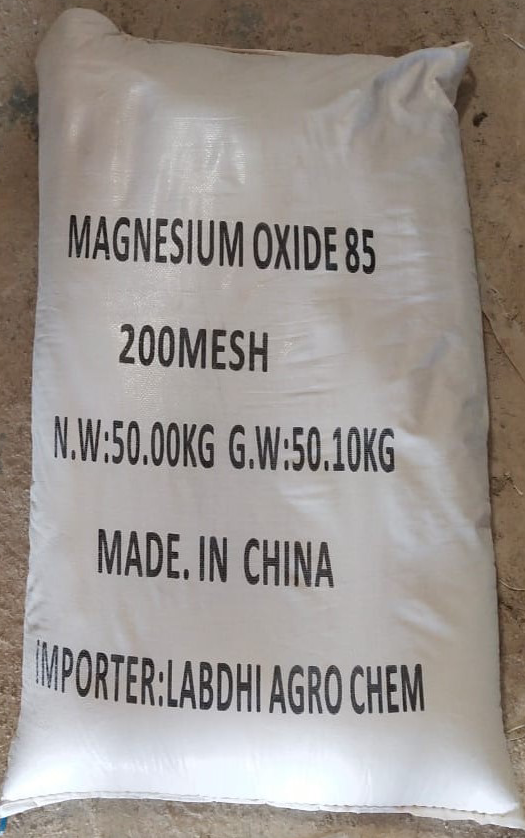 MAGNESIUM OXIDE 85
200MESH
N.W:50.00KG G.W:50.10KG
MADE. IN CHINA
IMPORTER:LABDHI AGRO CHEM